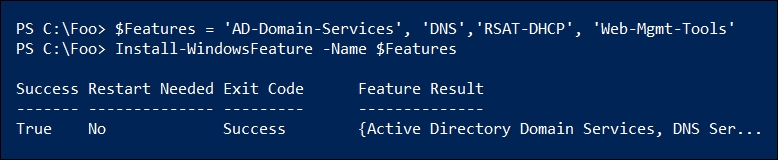 PS C:\Foo> $Features = 'AD-Domain-Services', 'DNS','RSAT-DHCP', 'Web-Mgmt-Tools'
PS C:\Foo> Install-WindowsFeature -Name $Features
Success Restart Needed Exit Code      Feature Result
------- -------------- ---------      --------------
True    No             Success        {Active Directory Domain Services, DNS Ser...